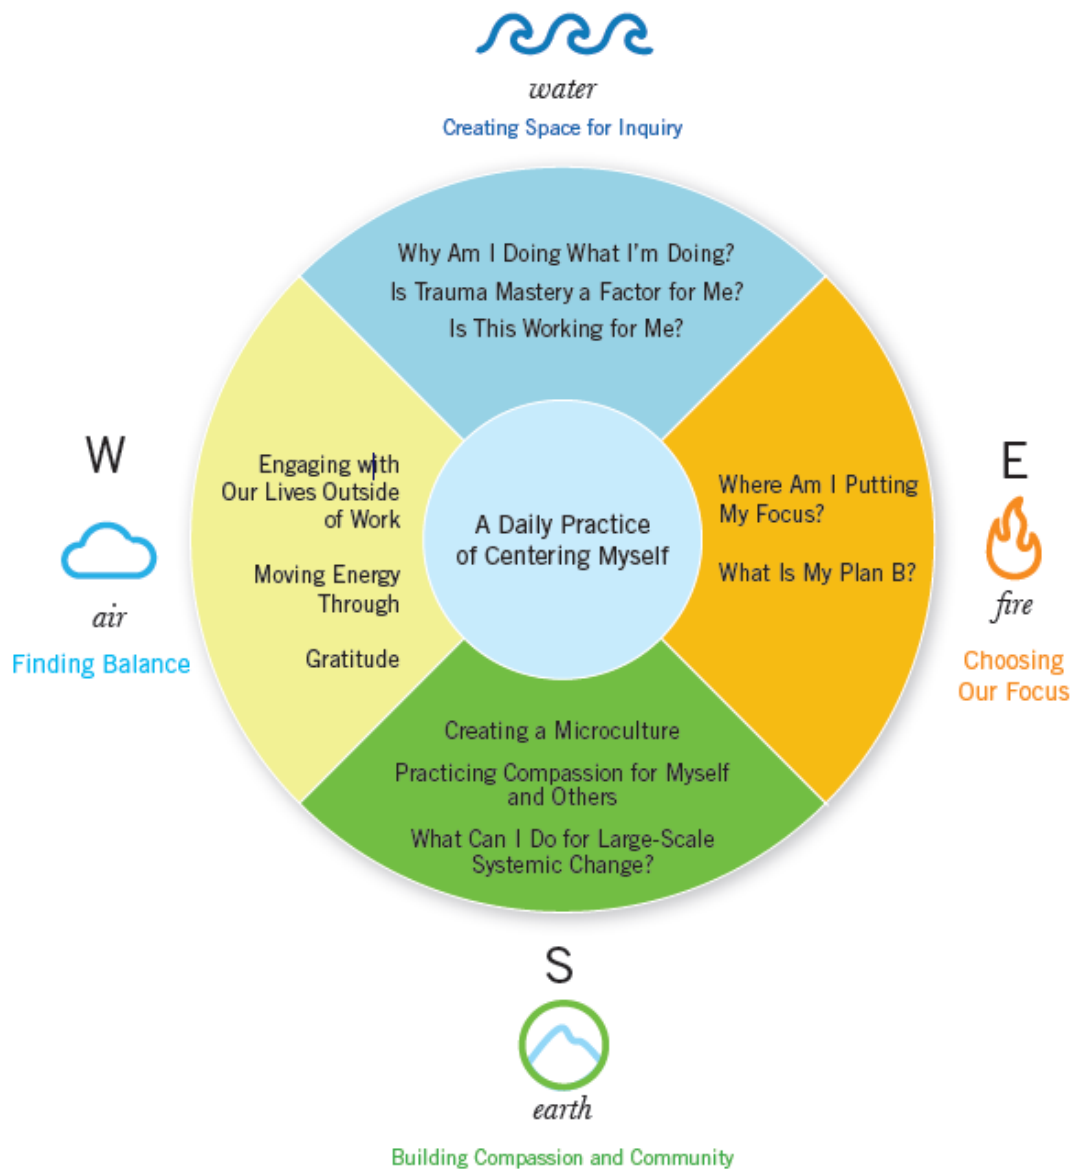 water
Creating Space for Inquiry
Why Am I Doing What I'm Doing?
Is Trauma Mastery a Factor for Me?
Is This Working for Me?
W
air
Finding Balance
Engaging with
Our Lives Outside
of Work
Moving Energy
Through
Gratitude
A Daily Practice
of Centering Myself
Where Am I Putting
My Focus?
What Is My Plan B?
E
fire
Choosing
Our Focus
Creating a Microculture
Practicing Compassion for Myself
and Others
What Can I Do for Large-Scale
Systemic Change?
S
earth
Building Compassion and Community